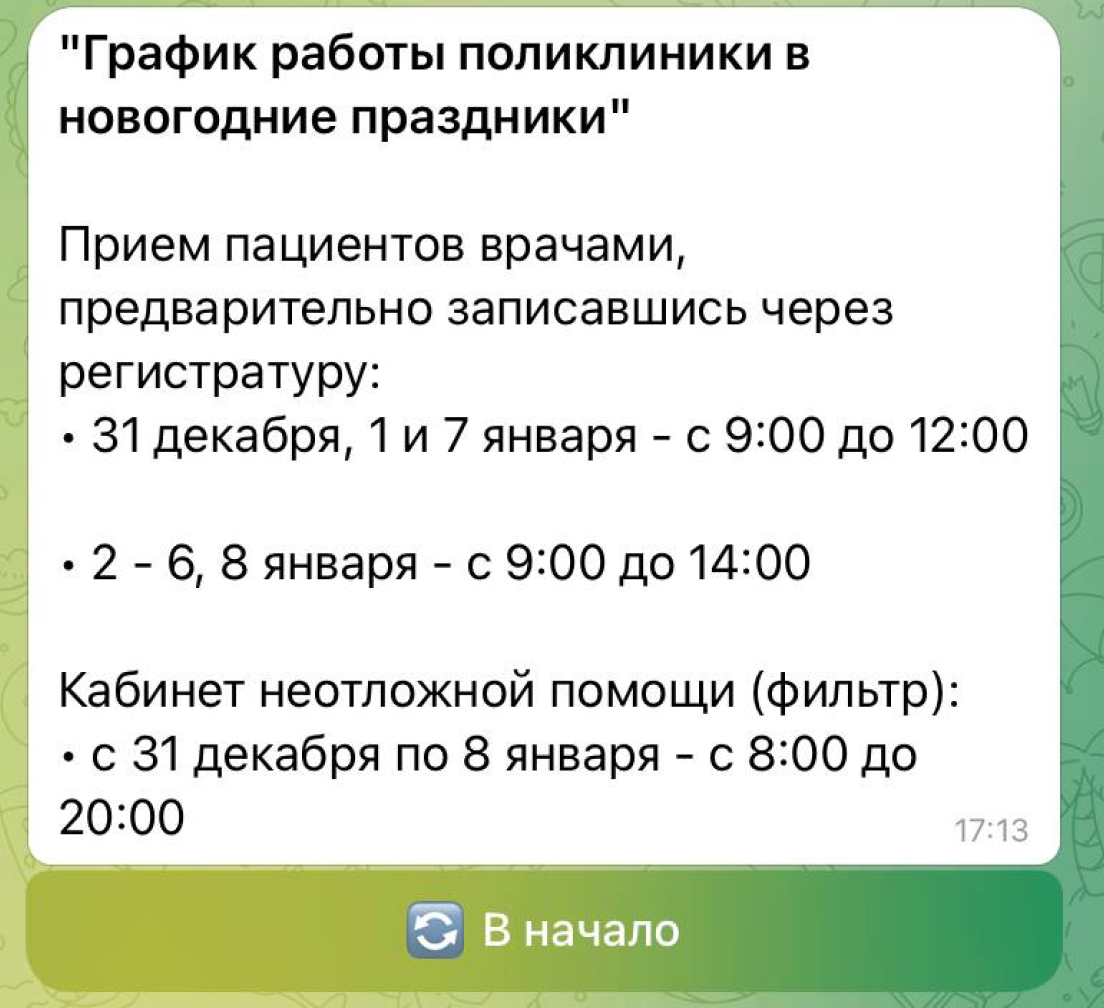 "График работы поликлиники в
новогодние праздники"
Прием пациентов врачами,
предварительно записавшись через
регистратуру:
• 31 декабря, 1 и 7 января - с 9:00 до 12:00
• 2 - 6, 8 января - с 9:00 до 14:00
Кабинет неотложной помощи (фильтр):
• с 31 декабря по 8 января - с 8:00 до
20:00
17:13
В начало